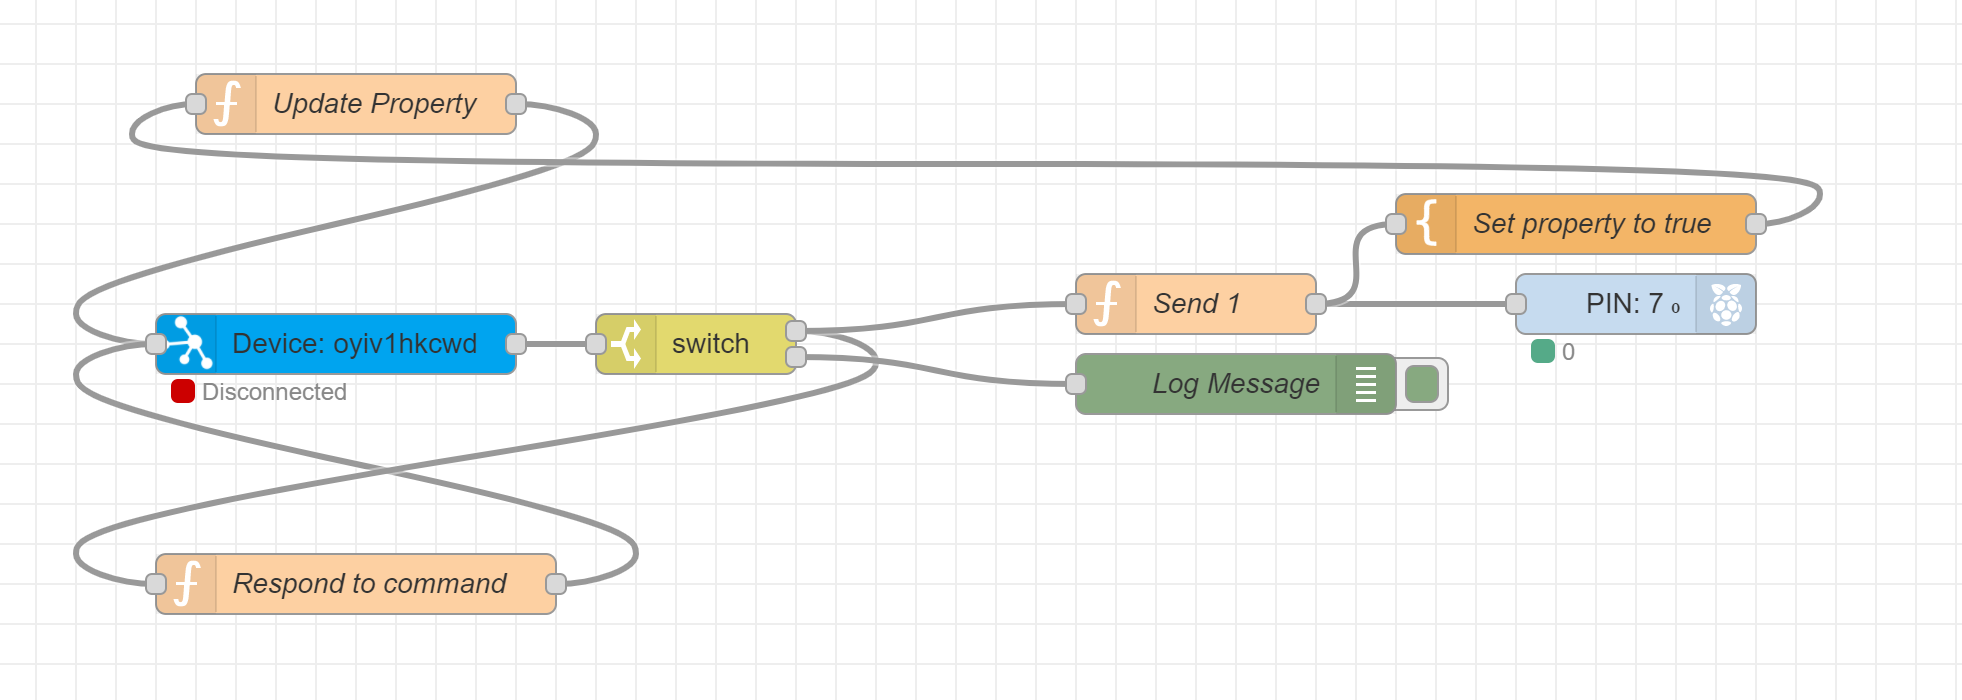 Update Property
Set property to true
Send 1
PIN: 7 0
0
Device: oyiv1hkcwd
Disconnected
switch
Log Message
Respond to command